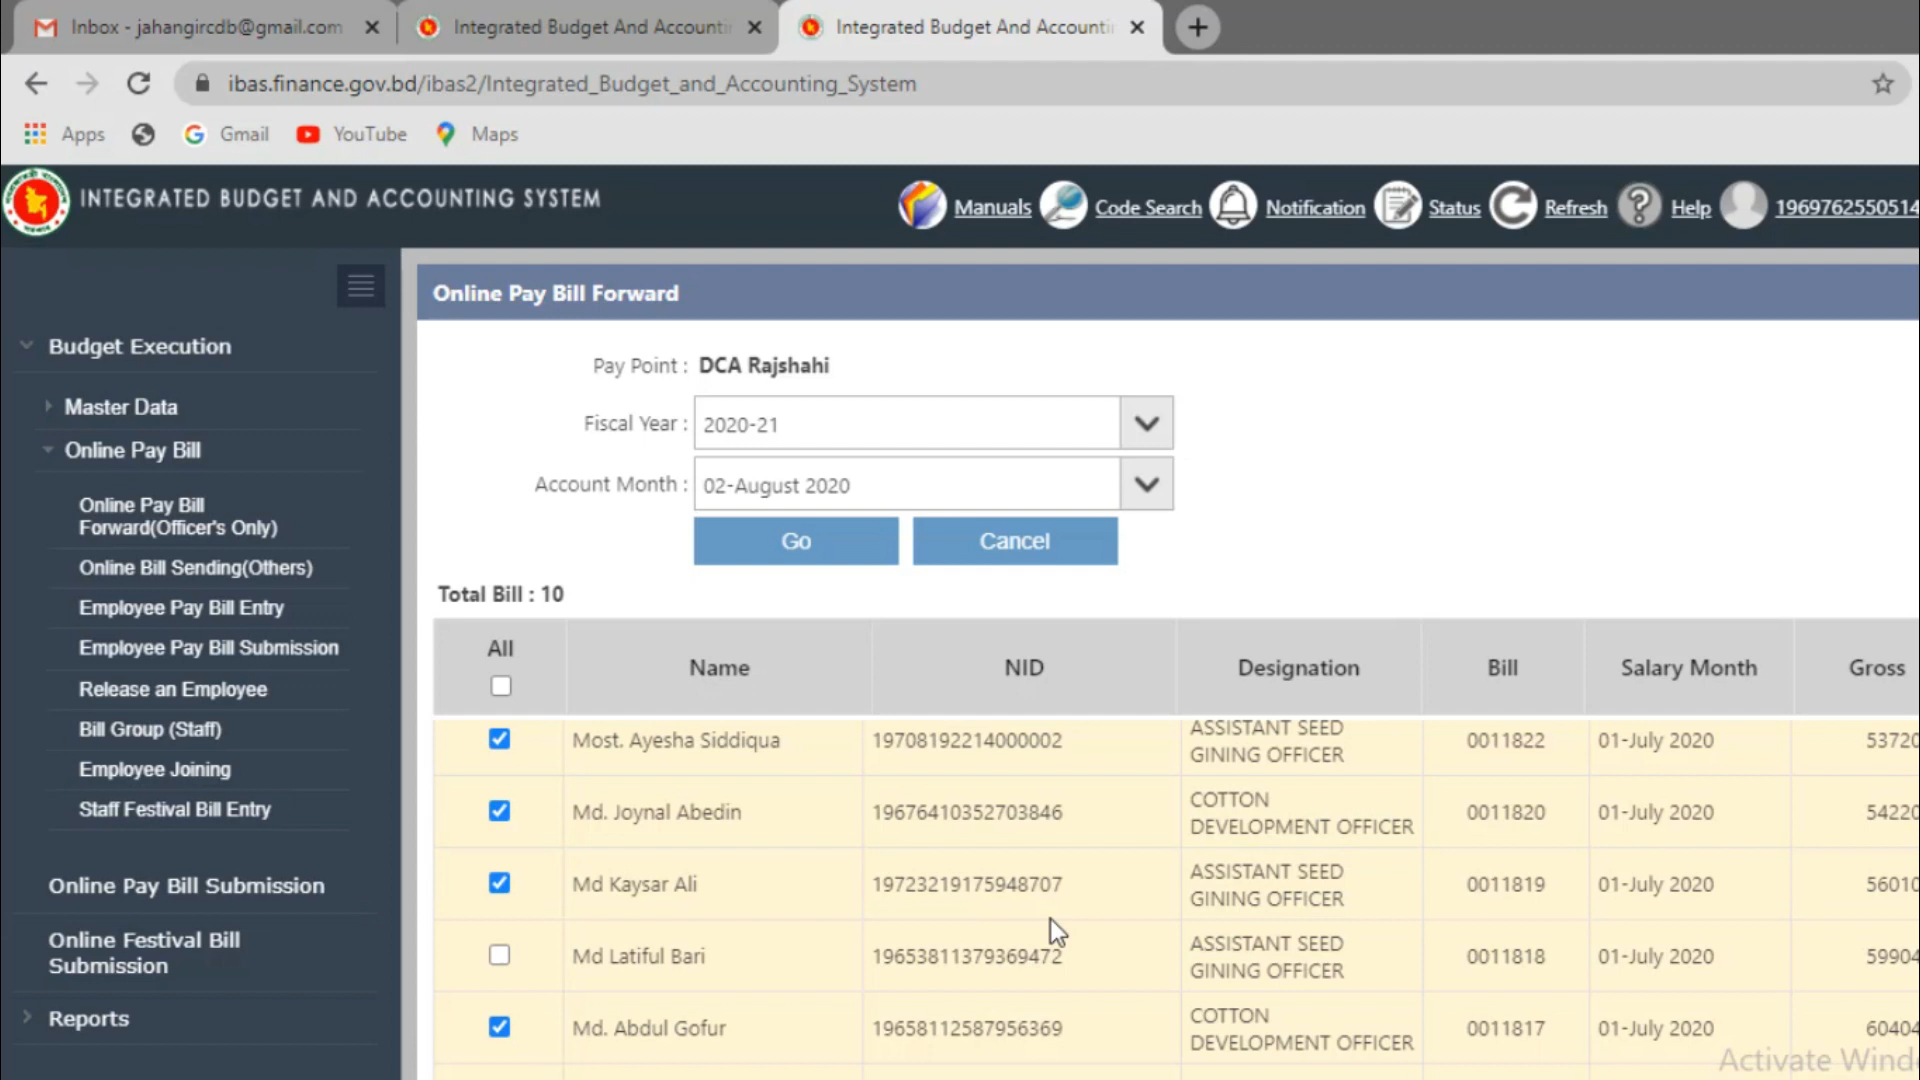 Inbox - jahangircdb@gmail.com
Integrated Budget And Accounti
Integrated Budget And Accounti
ibas.finance.gov.bd/ibas2/Integrated_Budget_and_Accounting_System
Apps Gmail YouTube Maps
INTEGRATED BUDGET AND ACCOUNTING SYSTEM
Manuals Code Search Notification Status Refresh Help 1969762550514
Budget Execution
Master Data
Online Pay Bill
Online Pay Bill
Forward(Officer's Only)
Online Bill Sending(Others)
Employee Pay Bill Entry
Employee Pay Bill Submission
Release an Employee
Bill Group (Staff)
Employee Joining
Staff Festival Bill Entry
Online Pay Bill Submission
Online Festival Bill
Submission
Reports
Online Pay Bill Forward
Pay Point : DCA Rajshahi
Fiscal Year : 2020-21
Account Month : 02-August 2020
Go Cancel
Total Bill : 10
All Name NID Designation Bill Salary Month Gross
Most. Ayesha Siddiqua 19708192214000002 ASSISTANT SEED GINING OFFICER 0011822 01-July 2020 53720
Md. Joynal Abedin 19676410352703846 COTTON DEVELOPMENT OFFICER 0011820 01-July 2020 54220
Md Kaysar Ali 19723219175948707 ASSISTANT SEED GINING OFFICER 0011819 01-July 2020 56010
Md Latiful Bari 19653811379369472 ASSISTANT SEED GINING OFFICER 0011818 01-July 2020 59904
Md. Abdul Gofur 19658112587956369 COTTON DEVELOPMENT OFFICER 0011817 01-July 2020 60404
Activate Wind